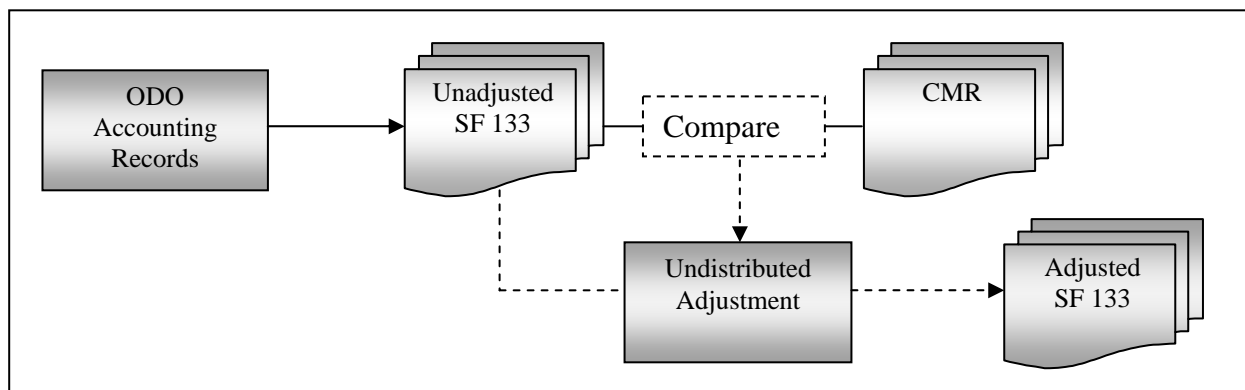 ODO
Accounting
Records
Unadjusted
SF 133
Compare
CMR
Undistributed
Adjustment
Adjusted
SF 133